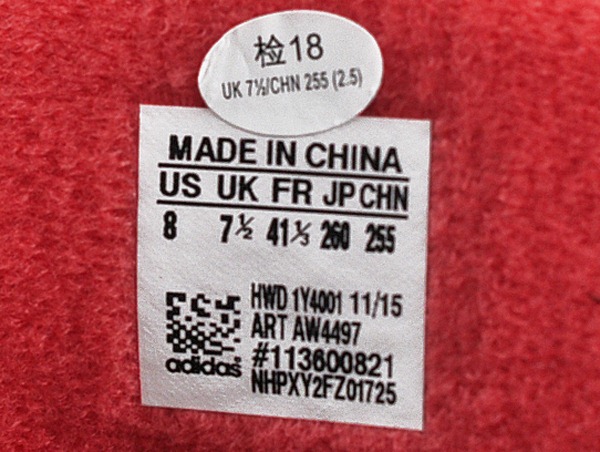 检18
UK 7½/CHN 255 (2.5)
MADE IN CHINA
US UK FR JP CHN
8 7½ 41⅓ 260 255
HWD 1Y4001 11/15
ART AW4497
#113600821
NHPXY2FZ01725
adidas